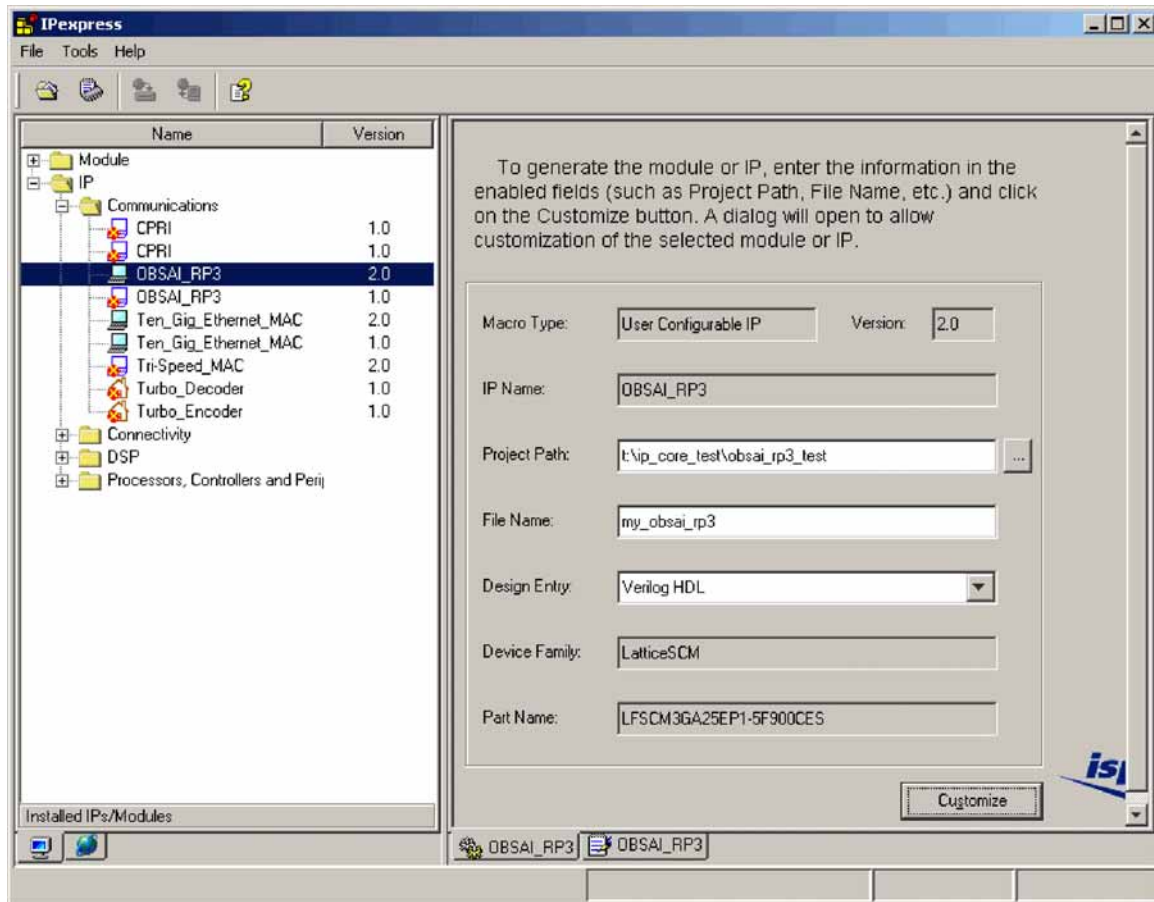 IPexpress
File Tools Help
Name Version
Module
IP
Communications
CPRI 1.0
CPRI 1.0
OBSAI_RP3 2.0
OBSAI_RP3 1.0
Ten_Gig_Ethernet_MAC 2.0
Ten_Gig_Ethernet_MAC 1.0
Tri-Speed_MAC 2.0
Turbo_Decoder 1.0
Turbo_Encoder 1.0
Connectivity
DSP
Processors, Controllers and Perip
Installed IPs/Modules
To generate the module or IP, enter the information in the
enabled fields (such as Project Path, File Name, etc.) and click
on the Customize button. A dialog will open to allow
customization of the selected module or IP.
Macro Type: User Configurable IP Version: 2.0
IP Name: OBSAI_RP3
Project Path: t:\ip_core_test\obsai_rp3_test ...
File Name: my_obsai_rp3
Design Entry: Verilog HDL
Device Family: LatticeSCM
Part Name: LFSCM3GA25EP1-5F900CES
isp
Customize
OBSAI_RP3 OBSAI_RP3